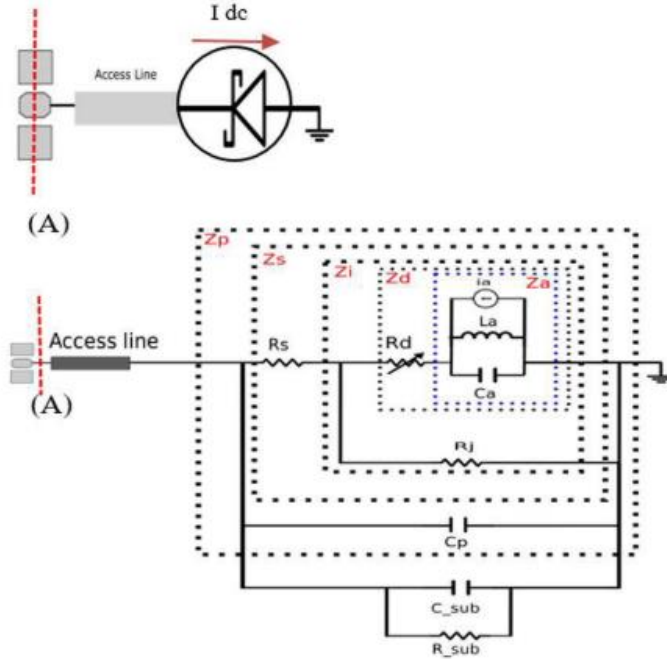 I dc
Access Line
(A)
Zp
Zs
Zi
Zd
Za
ia
La
Rs
Rd
Access line
Ca
(A)
Rj
Cp
C_sub
R_sub